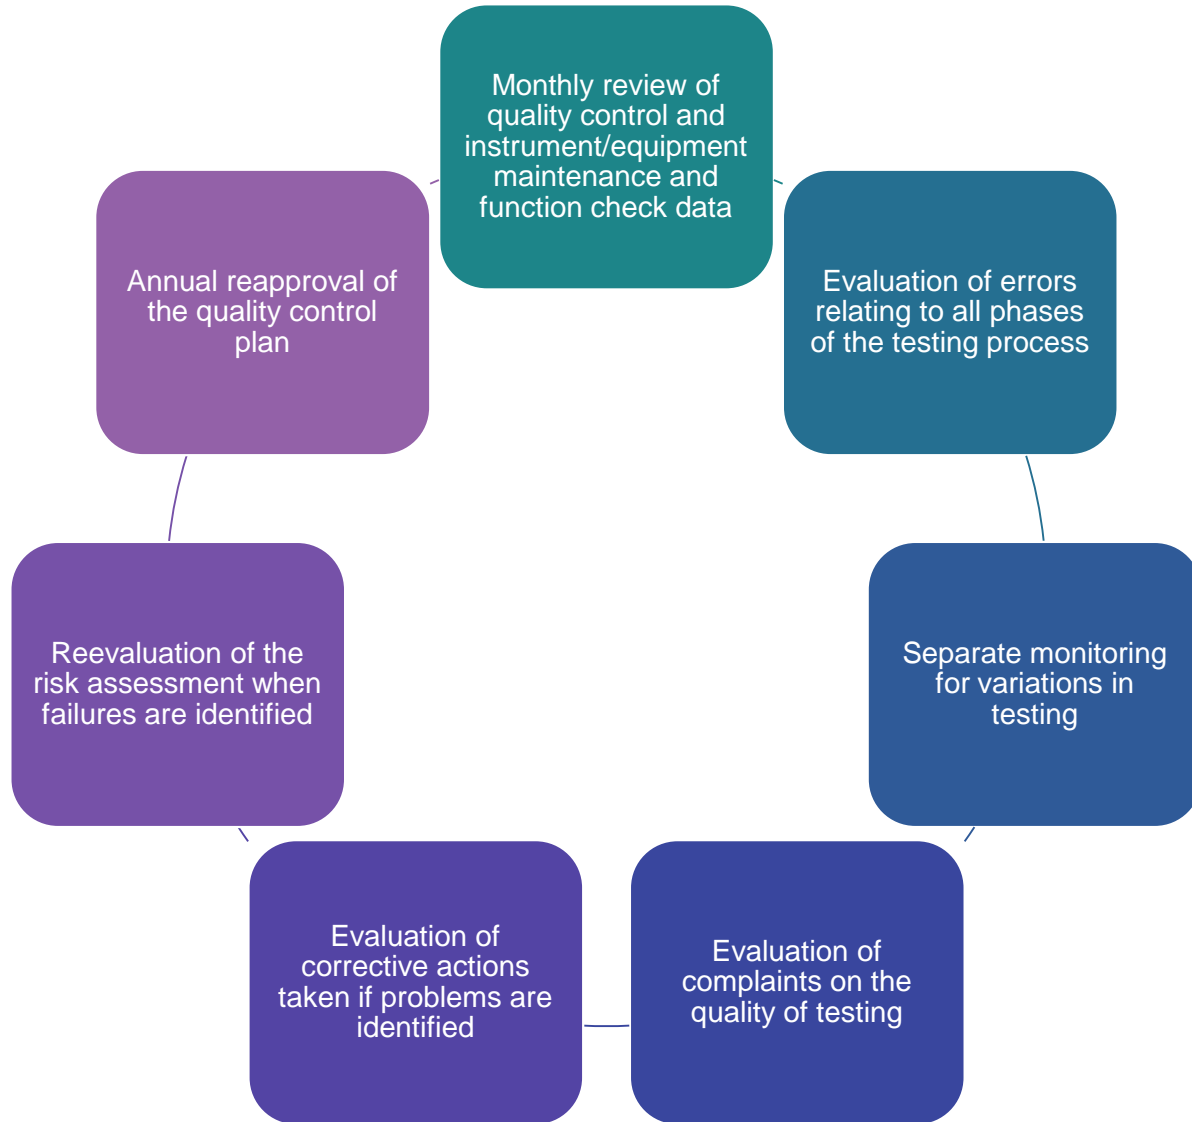 Monthly review of
quality control and
instrument/equipment
maintenance and
function check data
Evaluation of errors
relating to all phases
of the testing process
Separate monitoring
for variations in
testing
Evaluation of
complaints on the
quality of testing
Evaluation of
corrective actions
taken if problems are
identified
Reevaluation of the
risk assessment when
failures are identified
Annual reapproval of
the quality control
plan